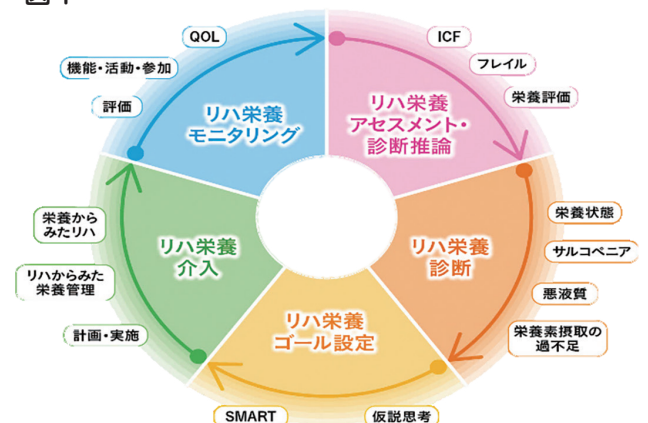 QOL
機能・活動・参加
評価
リハ栄養
モニタリング
ICF
フレイル
栄養評価
リハ栄養
アセスメント・
診断推論
栄養状態
サルコペニア
悪液質
栄養素摂取の
過不足
リハ栄養
診断
リハ栄養
ゴール設定
仮説思考
SMART
リハ栄養
介入
計画・実施
リハからみた
栄養管理
栄養から
みたリハ